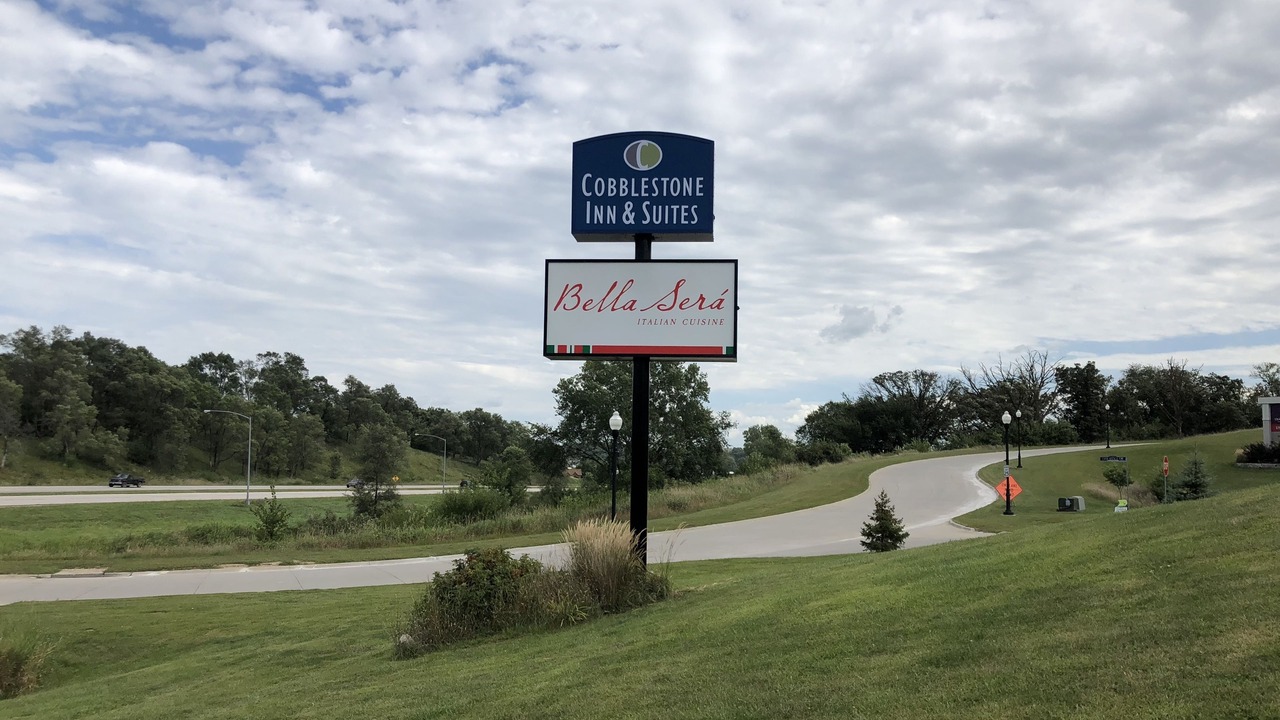 COBBLESTONE
INN & SUITES
Bella Será
ITALIAN CUISINE